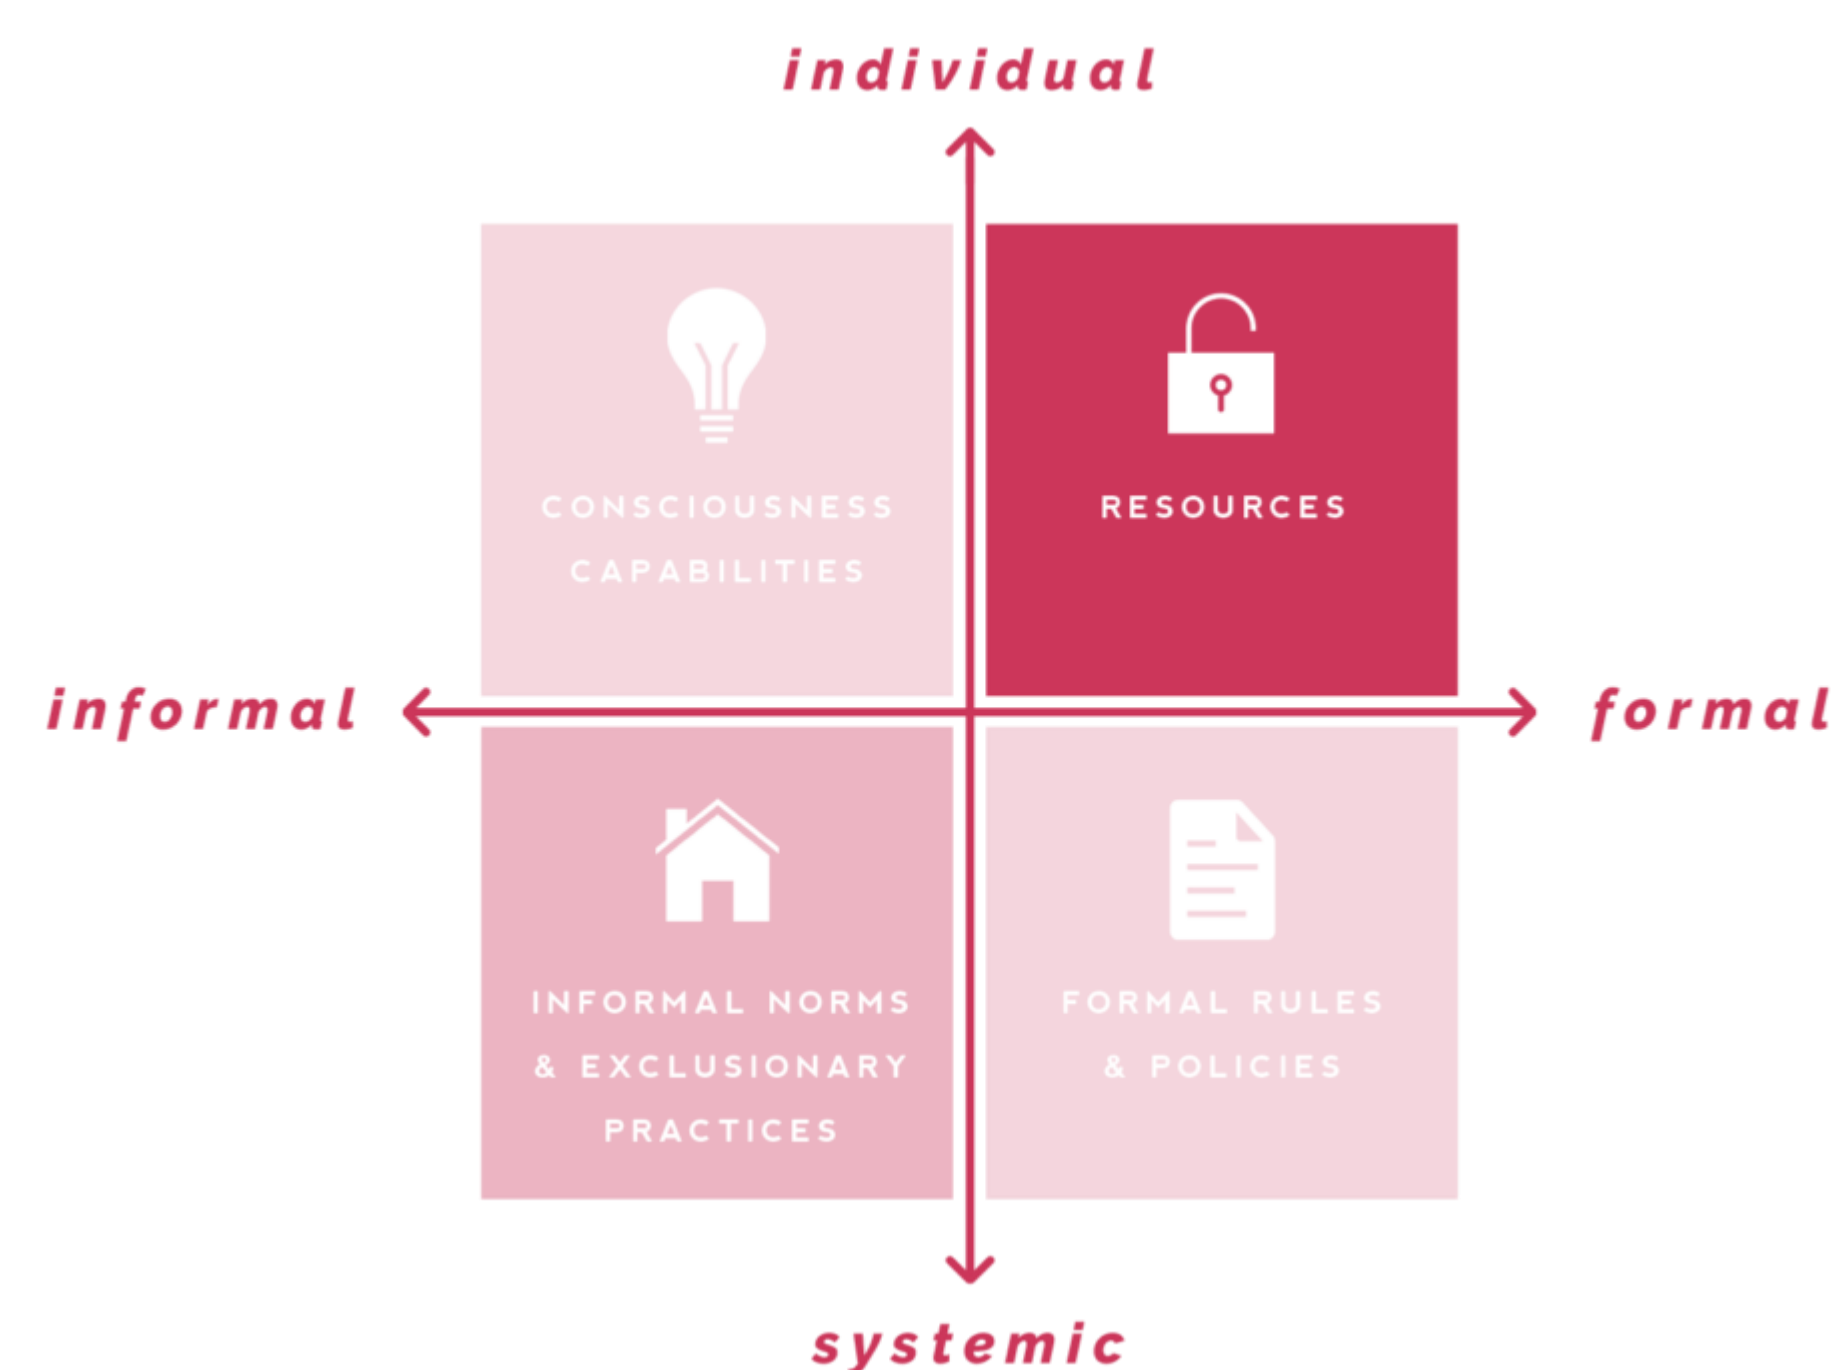 individual
CONSCIOUSNESS
CAPABILITIES
RESOURCES
informal
formal
INFORMAL NORMS
& EXCLUSIONARY
PRACTICES
FORMAL RULES
& POLICIES
systemic